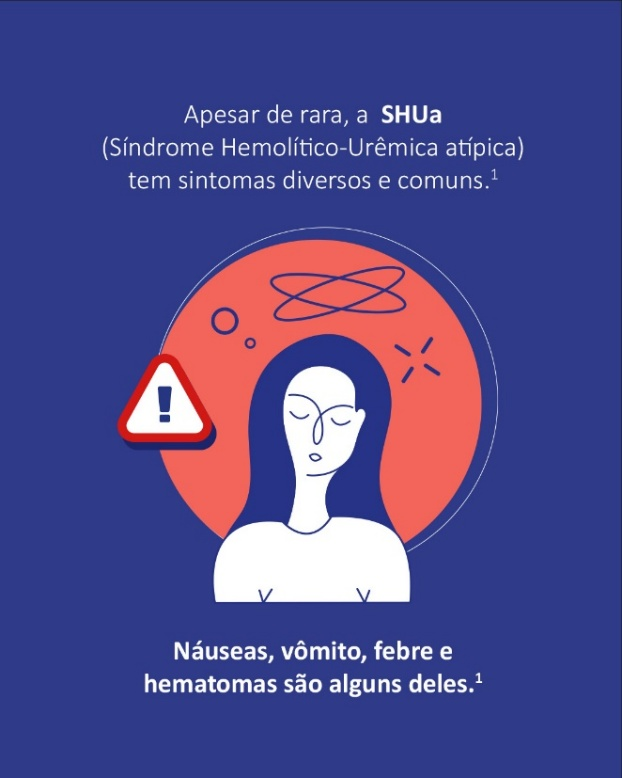 Apesar de rara, a SHUa
(Síndrome Hemolítico-Urêmica atípica)
tem sintomas diversos e comuns.¹
!
Náuseas, vômito, febre e
hematomas são alguns deles.¹